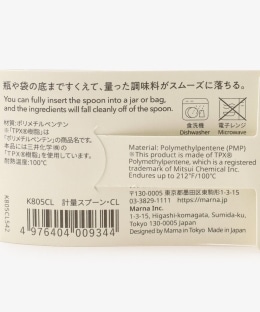 瓶や袋の底まですくえて、量った調味料がスムーズに落ちる。
You can fully insert the spoon into a jar or bag,
and the ingredients will fall cleanly off of the spoon.
食洗機
Dishwasher
電子レンジ
Microwave
材質:ポリメチルペンテン
※「TPX®樹脂」は
ポリメチルペンテンの商品名です。
本品には三井化学㈱の
「TPX®樹脂」を使用しています。
耐熱温度:100℃
Material: Polymethylpentene (PMP)
※This product is made of TPX®
Polymethylpentene, which is a registered
trademark of Mitsui Chemical Inc.
Endures up to 212°F/100℃
K805CL542
K805CL 計量スプーン・CL
4 976404 009344
〒130-0005 東京都墨田区東駒形1-3-15
03(3829)1111 https://marna.jp
Marna Inc.
1-3-15, Higashi-komagata, Sumida-ku,
Tokyo 130-0005 Japan
Designed by Marna in Tokyo Made in Japan